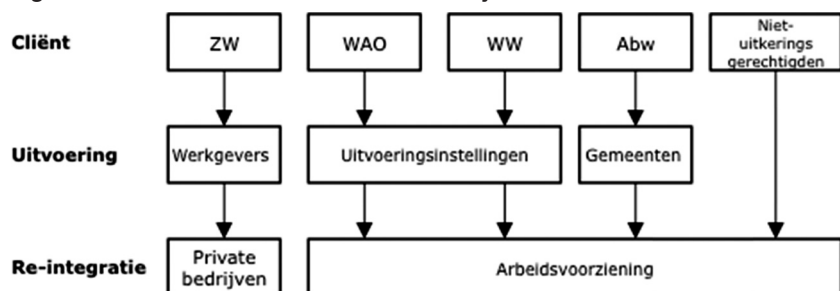 Cliënt
ZW
WAO
WW
Abw
Niet-
uitkerings
gerechtigden
Uitvoering
Werkgevers
Uitvoeringsinstellingen
Gemeenten
Re-integratie
Private
bedrijven
Arbeidsvoorziening